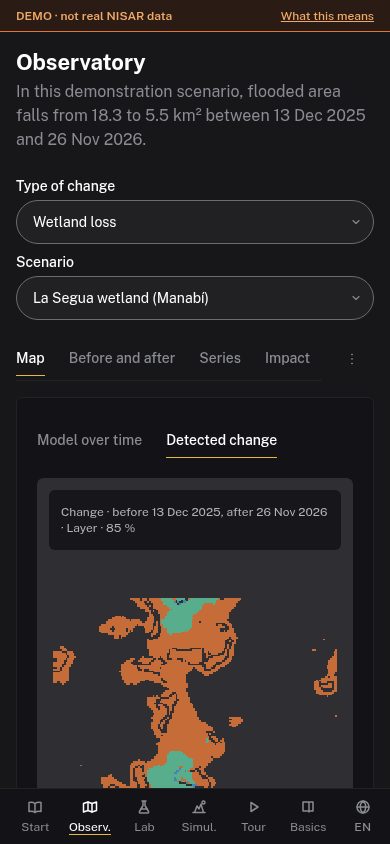 DEMO · not real NISAR data
What this means
Observatory
In this demonstration scenario, flooded area
falls from 18.3 to 5.5 km² between 13 Dec 2025
and 26 Nov 2026.
Type of change
Wetland loss
Scenario
La Segua wetland (Manabí)
Map
Before and after
Series
Impact
Model over time
Detected change
Change · before 13 Dec 2025, after 26 Nov 2026
· Layer · 85 %
Start
Observ.
Lab
Simul.
Tour
Basics
EN